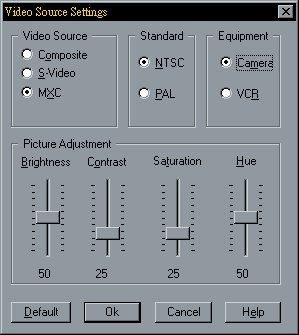 Video Source Settings
Video Source
Standard
Equipment
Composite
S-Video
MXC
NTSC
PAL
Camera
VCR
Picture Adjustment
Brightness Contrast Saturation Hue
50 25 25 50
Default Ok Cancel Help